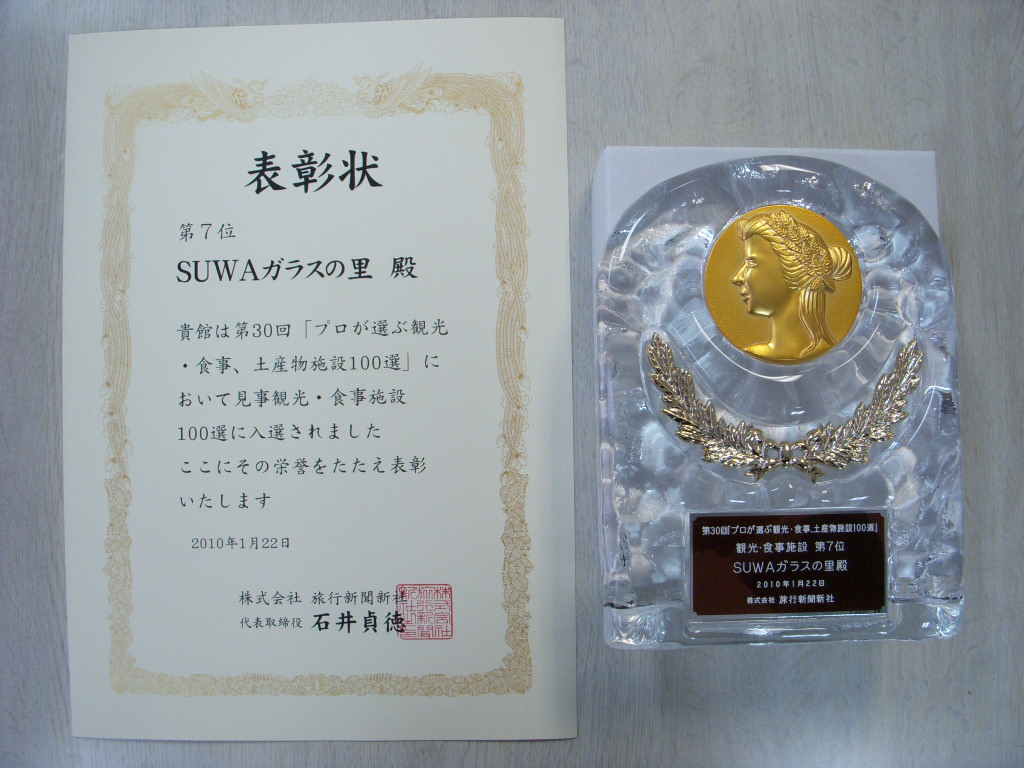 表彰状
第７位
SUWAガラスの里 殿
貴館は第30回「プロが選ぶ観光
・食事、土産物施設100選」に
おいて見事観光・食事施設
100選に入選されました
ここにその栄誉をたたえ表彰
いたします
2010年1月22日
株式会社 旅行新聞新社
代表取締役 石井貞徳
第30回「プロが選ぶ観光・食事、土産物施設100選」
観光・食事施設 第7位
SUWAガラスの里殿
2010年1月22日
株式会社 旅行新聞新社